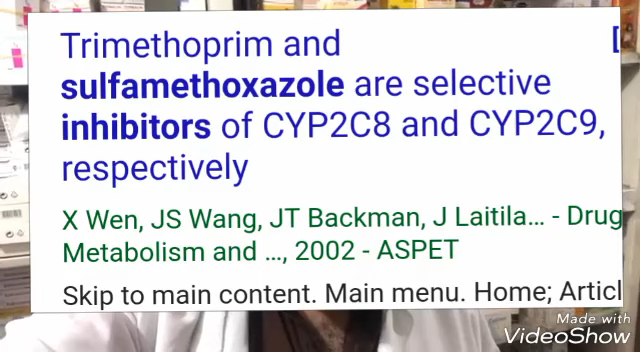 Trimethoprim and
sulfamethoxazole are selective
inhibitors of CYP2C8 and CYP2C9,
respectively
X Wen, JS Wang, JT Backman, J Laitila... - Drug
Metabolism and ..., 2002 - ASPET
Skip to main content. Main menu. Home; Articl
Made with
VideoShow